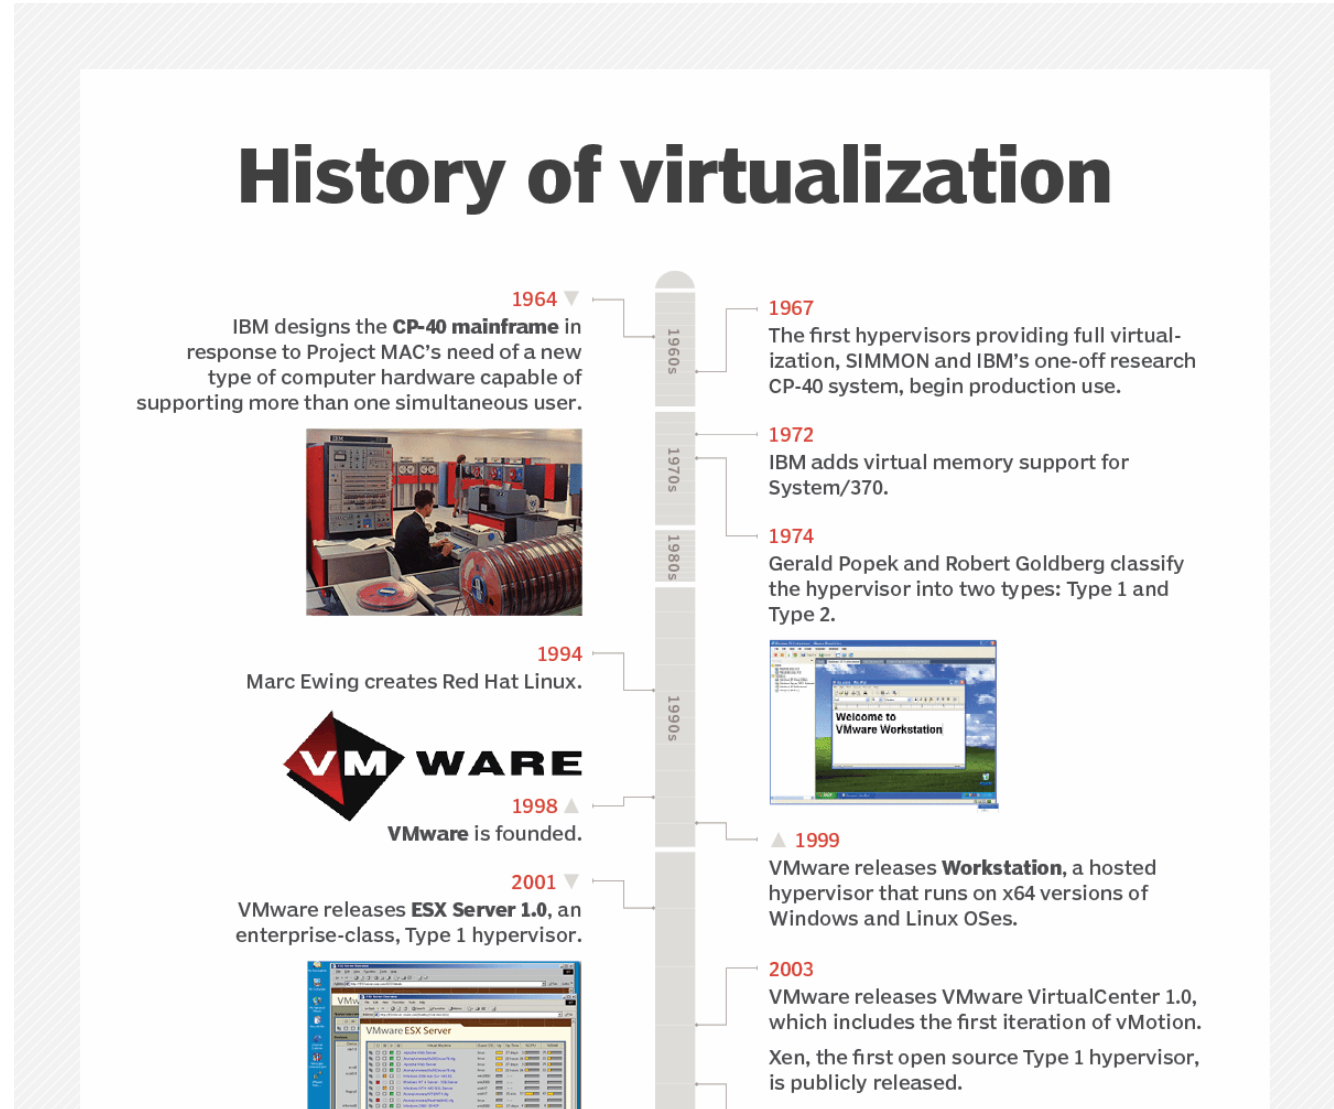 History of virtualization
1964
IBM designs the CP-40 mainframe in
response to Project MAC's need of a new
type of computer hardware capable of
supporting more than one simultaneous user.
IBM
1960s
1967
The first hypervisors providing full virtual-
ization, SIMMON and IBM's one-off research
CP-40 system, begin production use.
1970s
1972
IBM adds virtual memory support for
System/370.
1974
Gerald Popek and Robert Goldberg classify
the hypervisor into two types: Type 1 and
Type 2.
1980s
1990s
1994
Marc Ewing creates Red Hat Linux.
VMWARE
1998
VMware is founded.
Welcome to
VMware Workstation
1999
VMware releases Workstation, a hosted
hypervisor that runs on x64 versions of
Windows and Linux OSes.
2001
VMware releases ESX Server 1.0, an
enterprise-class, Type 1 hypervisor.
VMware ESX Server
2003
VMware releases VMware VirtualCenter 1.0,
which includes the first iteration of vMotion.
Xen, the first open source Type 1 hypervisor,
is publicly released.